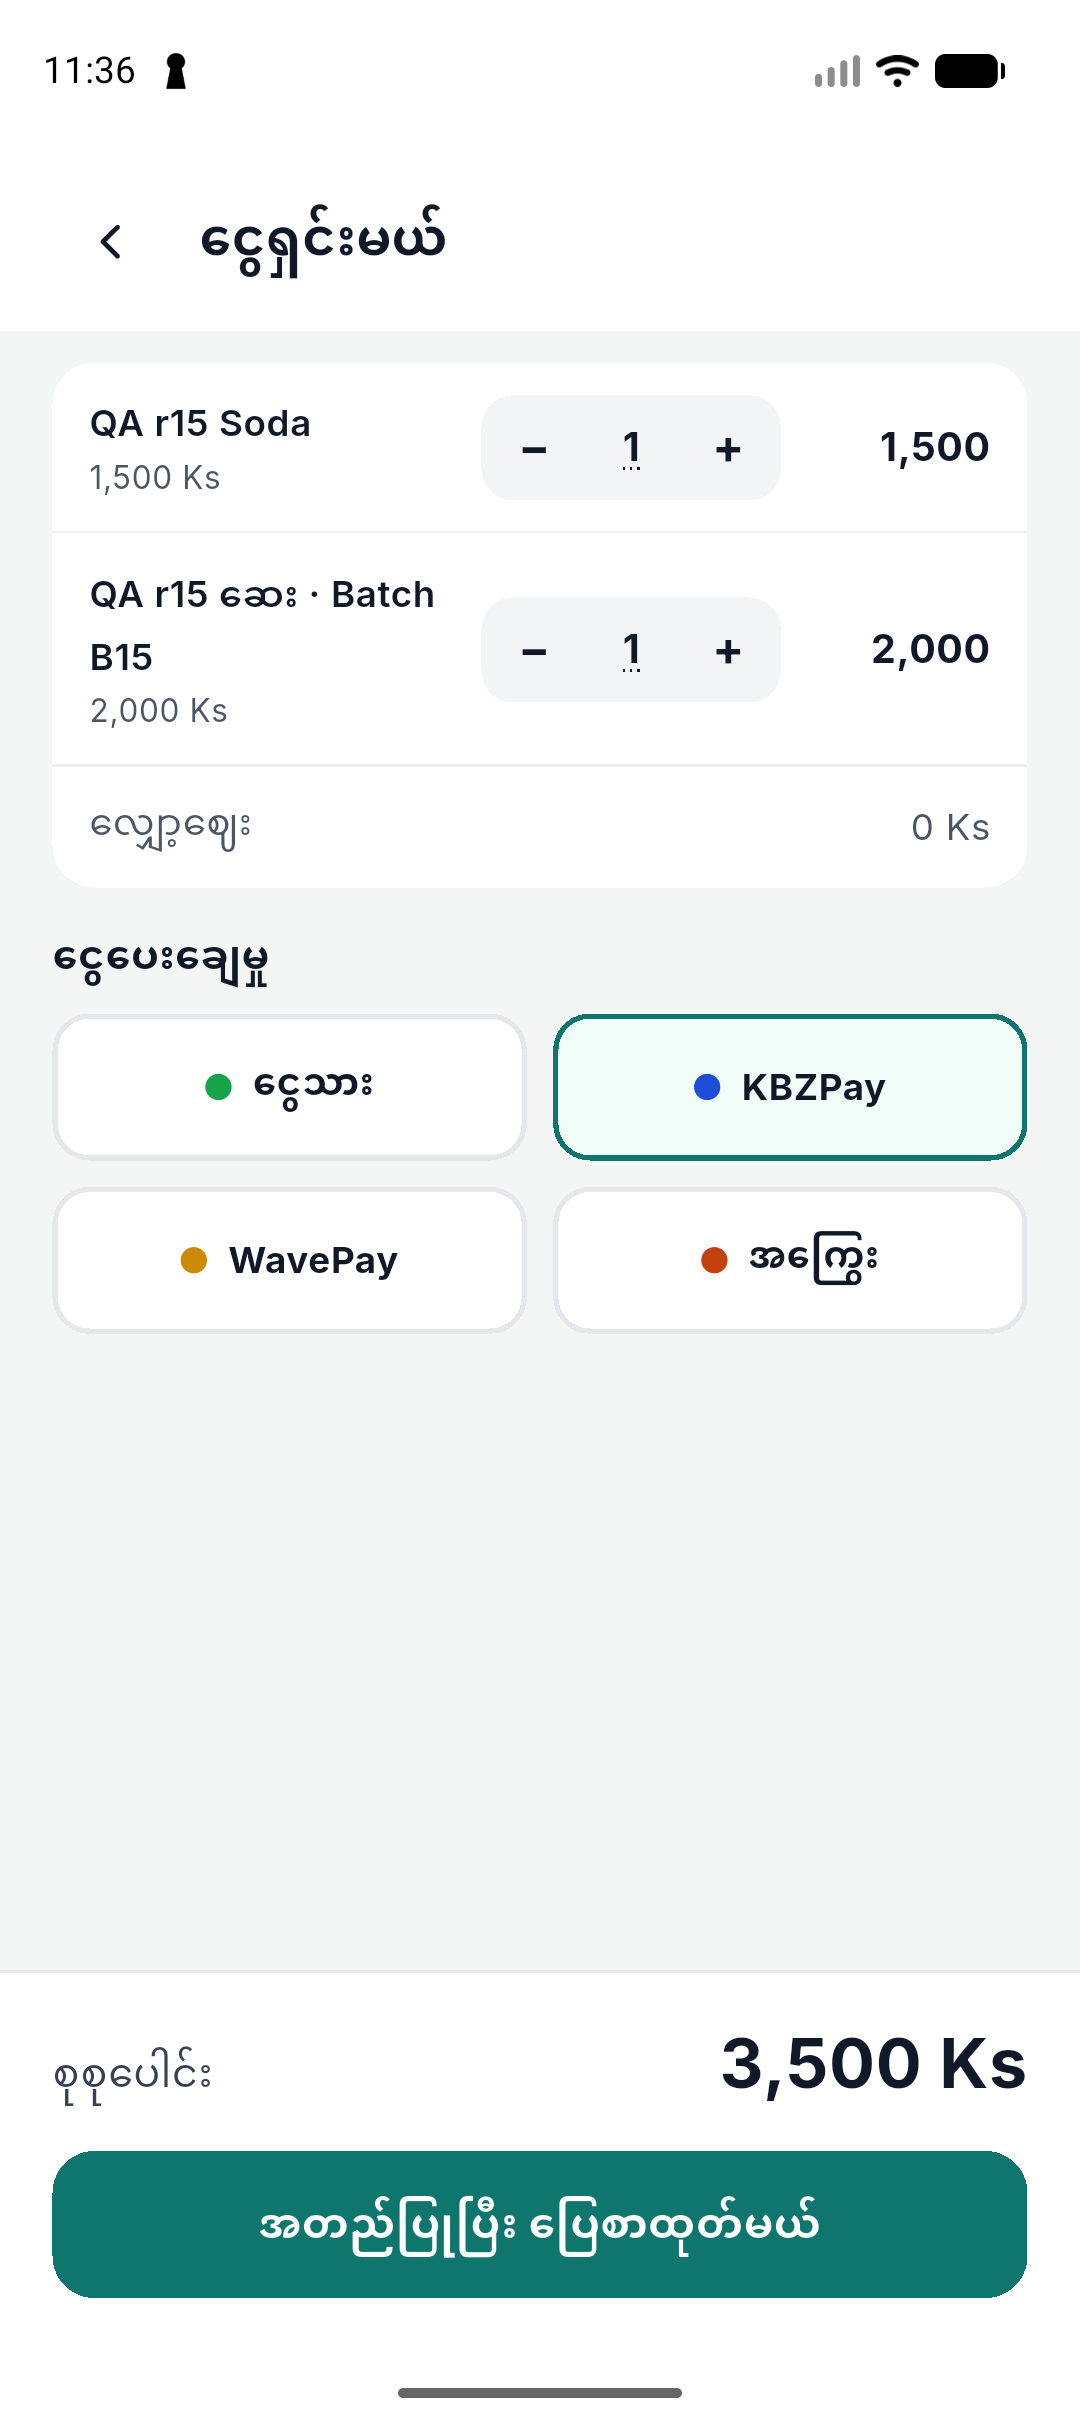 11:36
ငွေရှင်းမယ်
QA r15 Soda
1,500 Ks
− 1 +
1,500
QA r15 ဆေး · Batch
B15
2,000 Ks
− 1 +
2,000
လျှော့ဈေး
0 Ks
ငွေပေးချေမှု
ငွေသား
KBZPay
WavePay
အကြွေး
စုစုပေါင်း
3,500 Ks
အတည်ပြုပြီး ပြေစာထုတ်မယ်